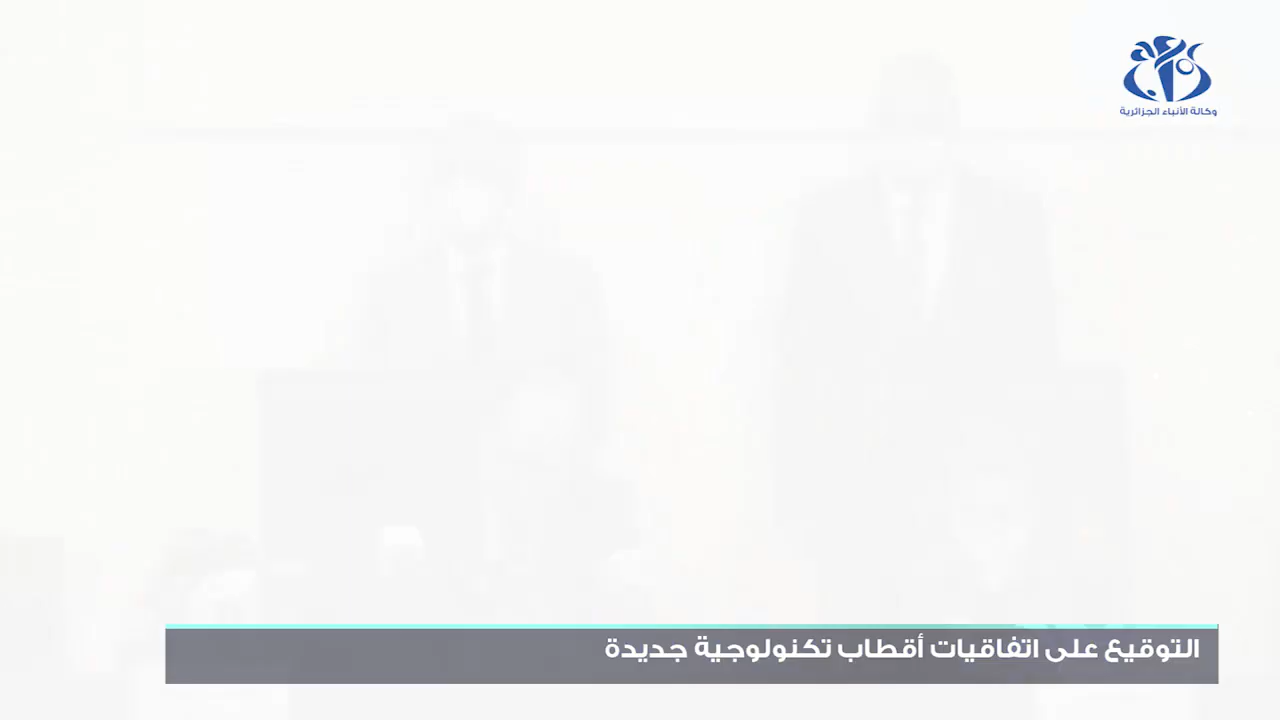 وكالة الأنباء الجزائرية
التوقيع على اتفاقيات أقطاب تكنولوجية جديدة